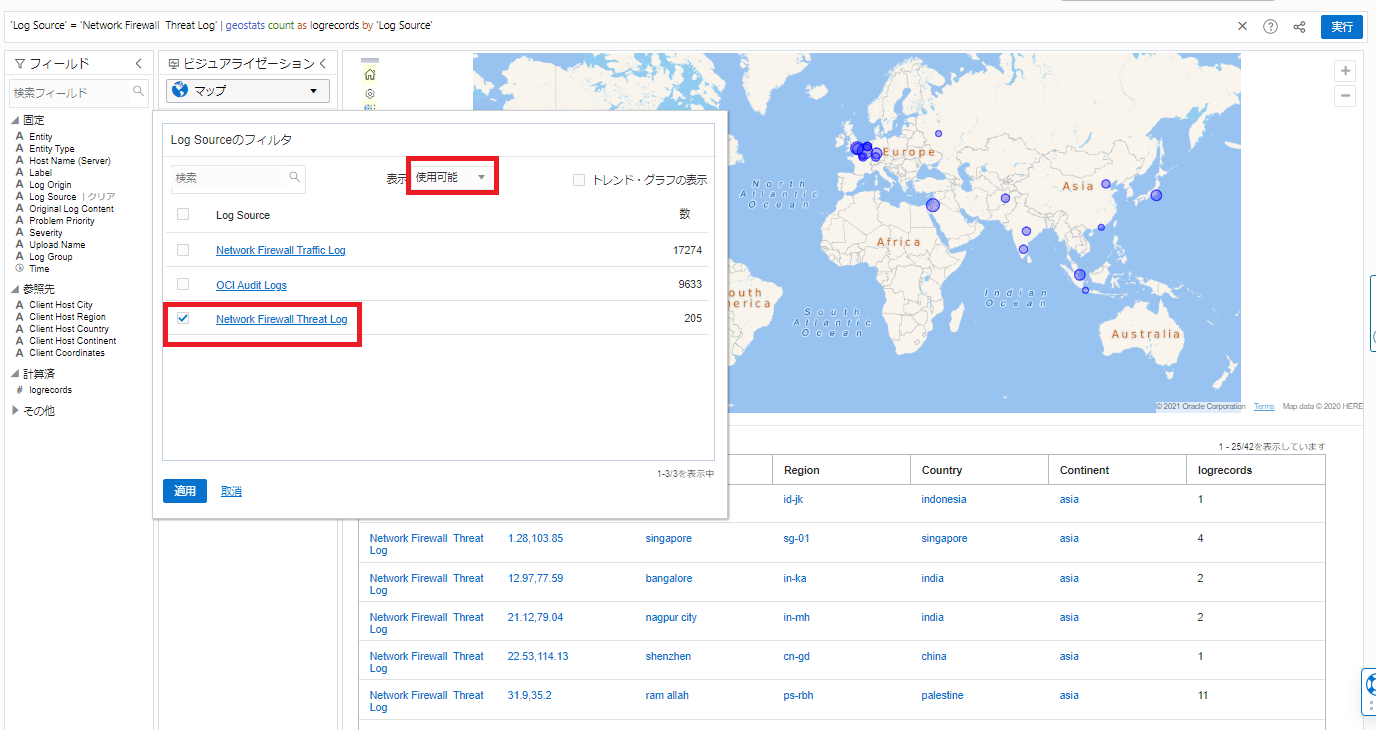 'Log Source' = 'Network Firewall  Threat Log' | geostats count as logrecords by 'Log Source'
実行
フィールド
検索フィールド
固定
Entity
Entity Type
Host Name (Server)
Label
Log Origin
Log Source | クリア
Original Log Content
Problem Priority
Severity
Upload Name
Log Group
Time
参照先
Client Host City
Client Host Region
Client Host Country
Client Host Continent
Client Coordinates
計算済
# logrecords
その他
ビジュアライゼーション
マップ
Log Sourceのフィルタ
検索
表示 使用可能
トレンド・グラフの表示
Log Source 数
Network Firewall Traffic Log 17274
OCI Audit Logs 9633
Network Firewall Threat Log 205
1-3/3を表示中
適用 取消
North
Atlantic
Ocean
Europe
Asia
Africa
South
Atlantic
Ocean
Indian
Ocean
Australia
© 2021 Oracle Corporation Terms Map data © 2020 HERE
1 - 25/42を表示しています
Region Country Continent logrecords
id-jk indonesia asia 1
Network Firewall  Threat Log 1.28,103.85 singapore sg-01 singapore asia 4
Network Firewall  Threat Log 12.97,77.59 bangalore in-ka india asia 2
Network Firewall  Threat Log 21.12,79.04 nagpur city in-mh india asia 2
Network Firewall  Threat Log 22.53,114.13 shenzhen cn-gd china asia 1
Network Firewall  Threat Log 31.9,35.2 ram allah ps-rbh palestine asia 11